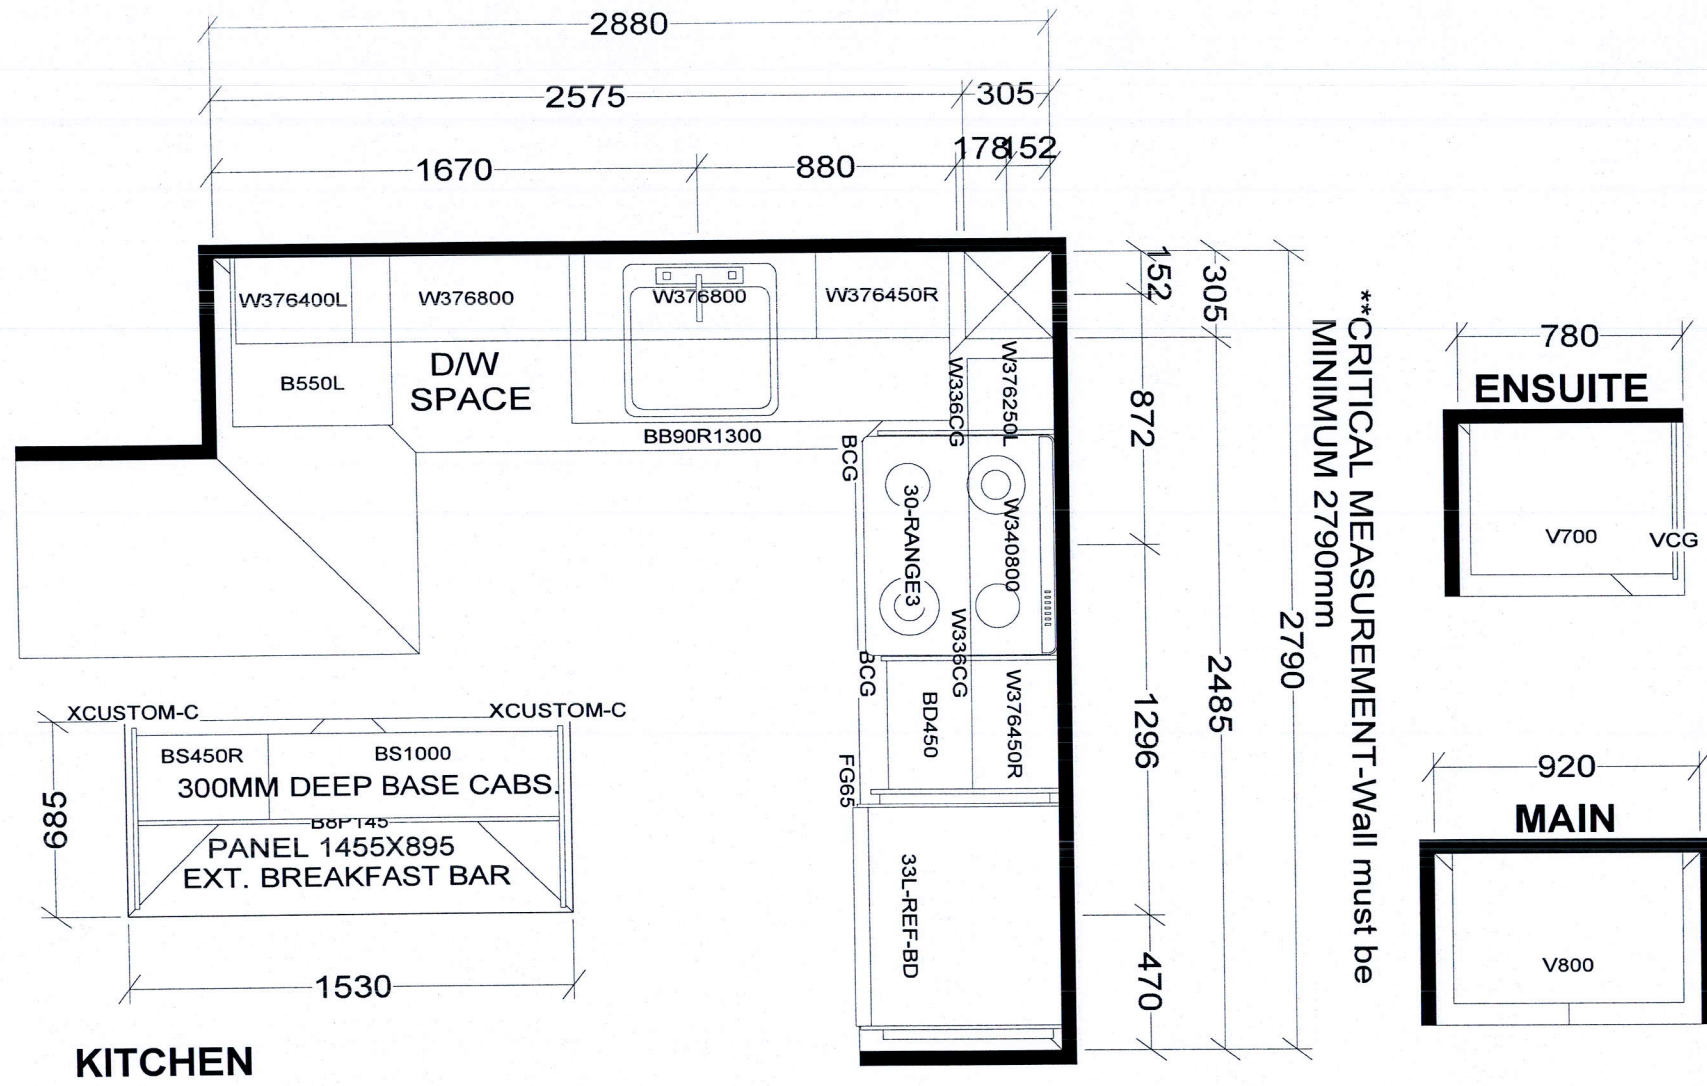 2880
2575
305
1670
880
178
152
152
305
872
2790
2485
1296
470
**CRITICAL MEASUREMENT-Wall must be
MINIMUM 2790mm
W376400L
W376800
W376800
W376450R
B550L
D/W
SPACE
BB90R1300
W336CG
W376250L
BCG
30-RANGE3
W340800
W336CG
BCG
BD450
W376450R
FG65
33L-REF-BD
XCUSTOM-C
XCUSTOM-C
BS450R
BS1000
300MM DEEP BASE CABS.
B8P145
PANEL 1455X895
EXT. BREAKFAST BAR
685
1530
KITCHEN
780
ENSUITE
V700
VCG
920
MAIN
V800